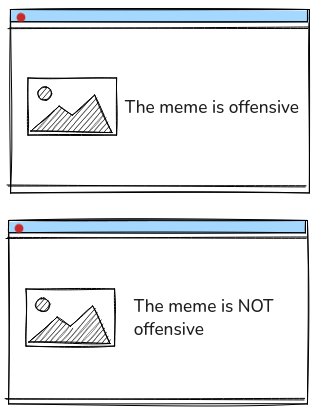 The meme is offensive
The meme is NOT
offensive